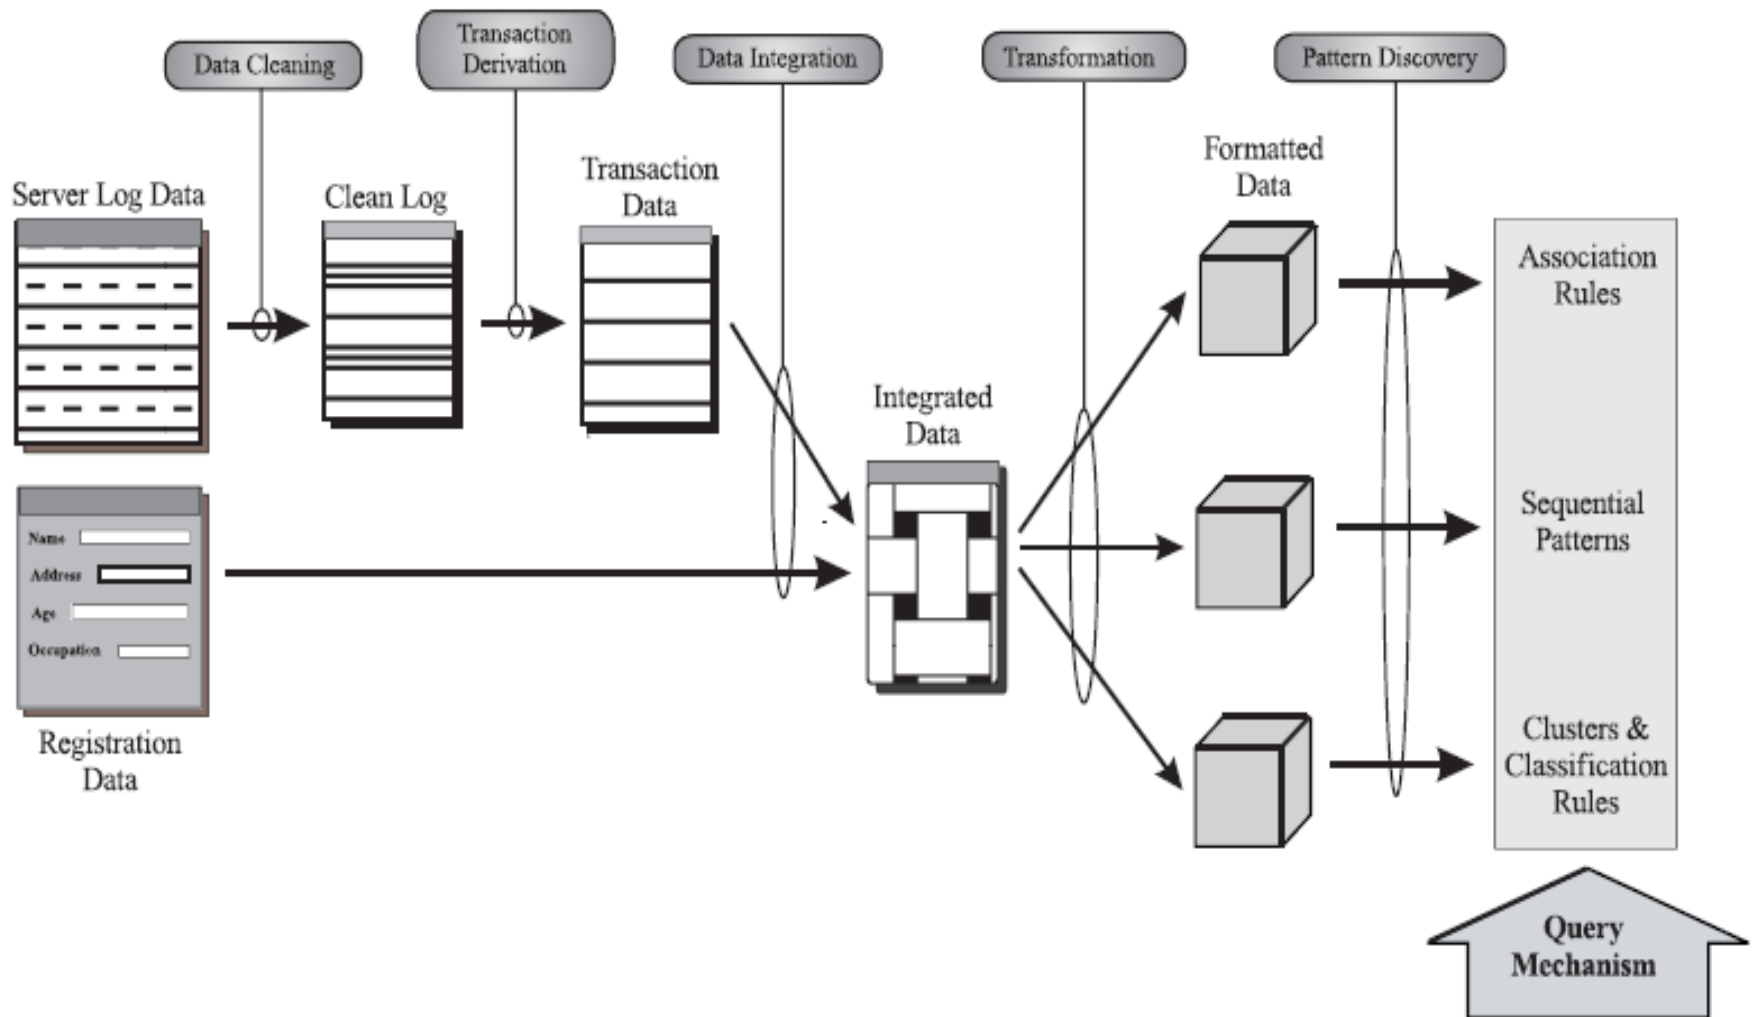 Data Cleaning
Transaction
Derivation
Data Integration
Transformation
Pattern Discovery
Server Log Data
Clean Log
Transaction
Data
Formatted
Data
Association
Rules
Integrated
Data
Sequential
Patterns
Name
Address
Age
Occupation
Registration
Data
Clusters &
Classification
Rules
Query
Mechanism